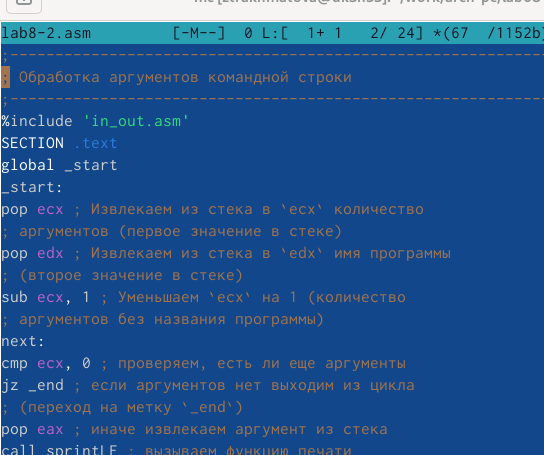 lab8-2.asm [-M--] 0 L:[ 1+ 1 2/ 24] *(67 /1152b)
;---------------------------------------------------------------
; Обработка аргументов командной строки
;---------------------------------------------------------------
%include 'in_out.asm'
SECTION .text
global _start
_start:
pop ecx ; Извлекаем из стека в `ecx` количество
; аргументов (первое значение в стеке)
pop edx ; Извлекаем из стека в `edx` имя программы
; (второе значение в стеке)
sub ecx, 1 ; Уменьшаем `ecx` на 1 (количество
; аргументов без названия программы)
next:
cmp ecx, 0 ; проверяем, есть ли еще аргументы
jz _end ; если аргументов нет выходим из цикла
; (переход на метку `_end`)
pop eax ; иначе извлекаем аргумент из стека
call sprintLF ; вызываем функцию печати